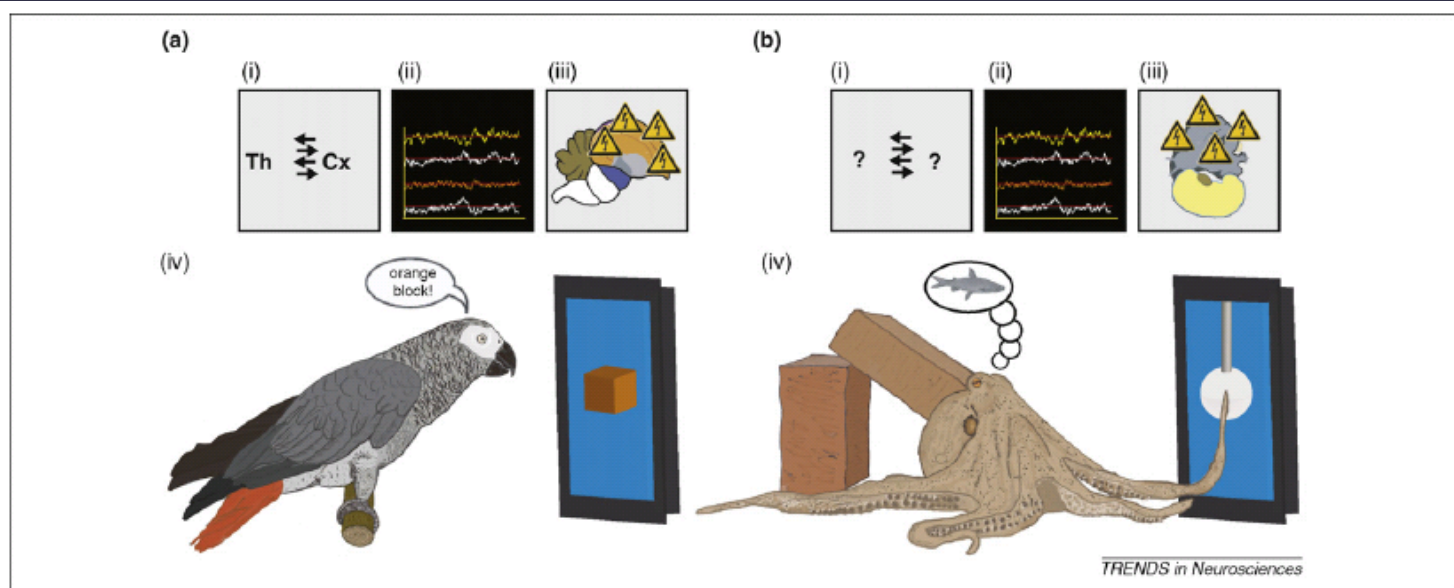 (a)
(i)
(ii)
(iii)
Th
Cx
(iv)
orange
block!
(b)
(i)
(ii)
(iii)
?
?
(iv)
TRENDS in Neurosciences